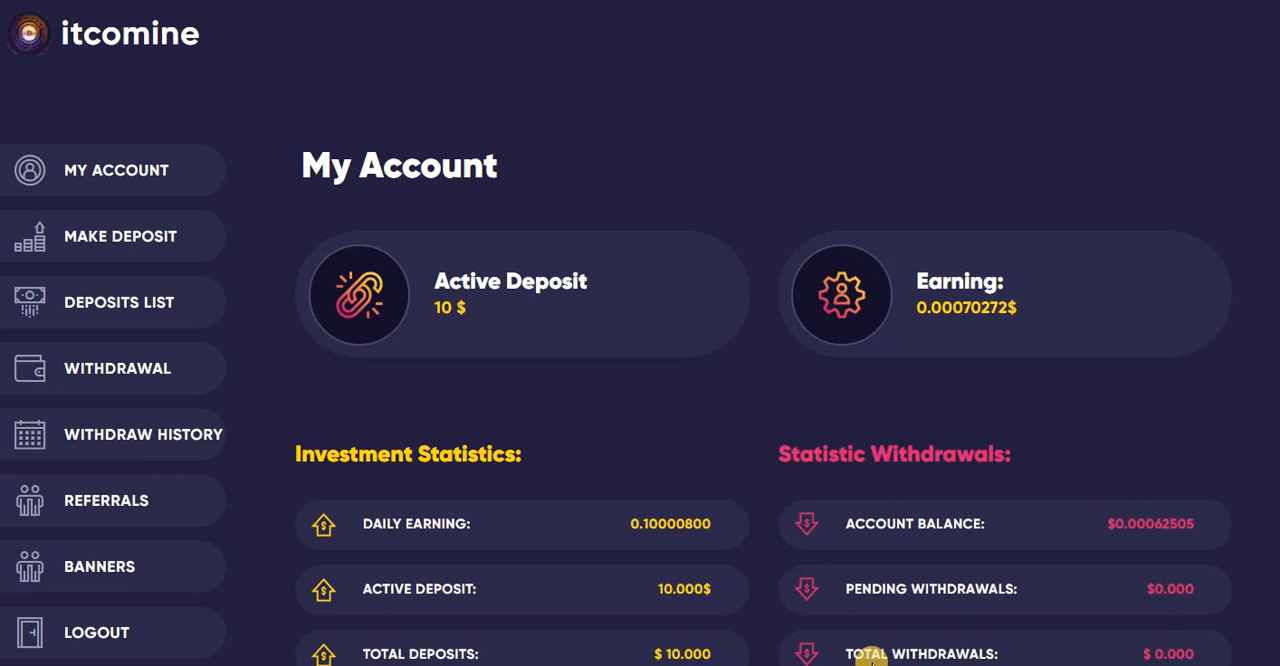 itcomine
MY ACCOUNT
MAKE DEPOSIT
DEPOSITS LIST
WITHDRAWAL
WITHDRAW HISTORY
REFERRALS
BANNERS
LOGOUT
My Account
Active Deposit
10 $
Earning:
0.00070272$
Investment Statistics:
DAILY EARNING: 0.10000800
ACTIVE DEPOSIT: 10.000$
TOTAL DEPOSITS: $ 10.000
Statistic Withdrawals:
ACCOUNT BALANCE: $0.00062505
PENDING WITHDRAWALS: $0.000
TOTAL WITHDRAWALS: $ 0.000